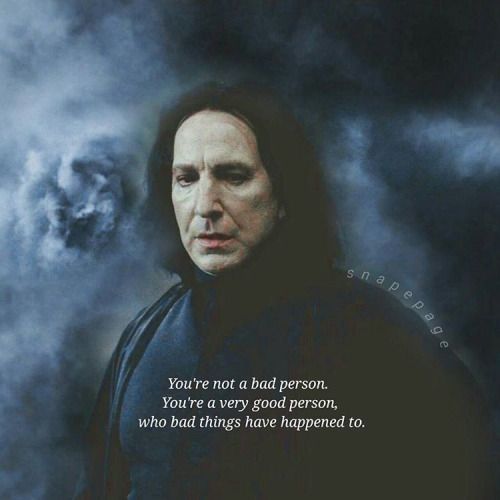 snapepage
You're not a bad person.
You're a very good person,
who bad things have happened to.